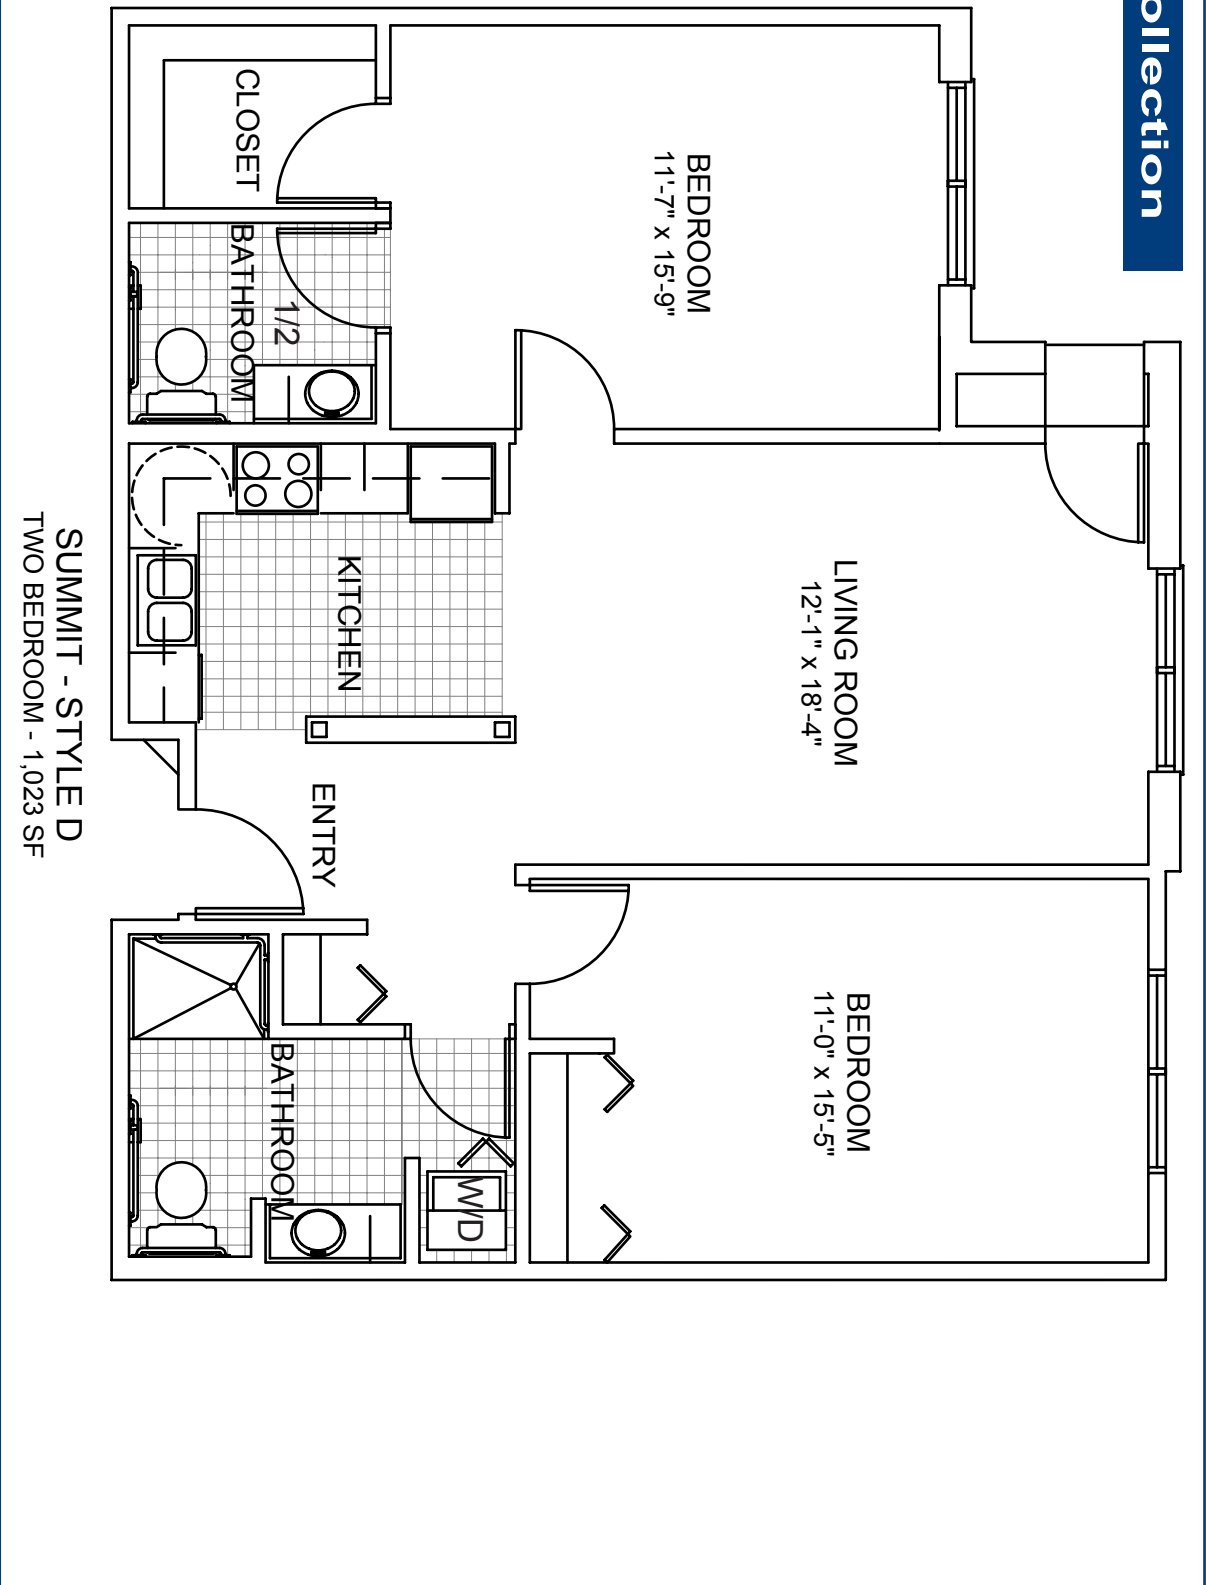 ollection
BEDROOM
11'-7" x 15'-9"
CLOSET
1/2
BATHROOM
LIVING ROOM
12'-1" x 18'-4"
KITCHEN
ENTRY
BEDROOM
11'-0" x 15'-5"
W/D
BATHROOM
SUMMIT - STYLE D
TWO BEDROOM - 1,023 SF